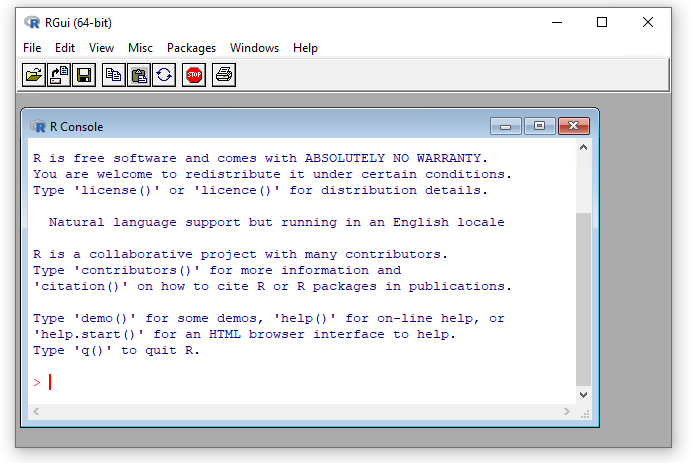 RGui (64-bit)
File Edit View Misc Packages Windows Help
STOP
R Console
R is free software and comes with ABSOLUTELY NO WARRANTY.
You are welcome to redistribute it under certain conditions.
Type 'license()' or 'licence()' for distribution details.
Natural language support but running in an English locale
R is a collaborative project with many contributors.
Type 'contributors()' for more information and
'citation()' on how to cite R or R packages in publications.
Type 'demo()' for some demos, 'help()' for on-line help, or
'help.start()' for an HTML browser interface to help.
Type 'q()' to quit R.
>